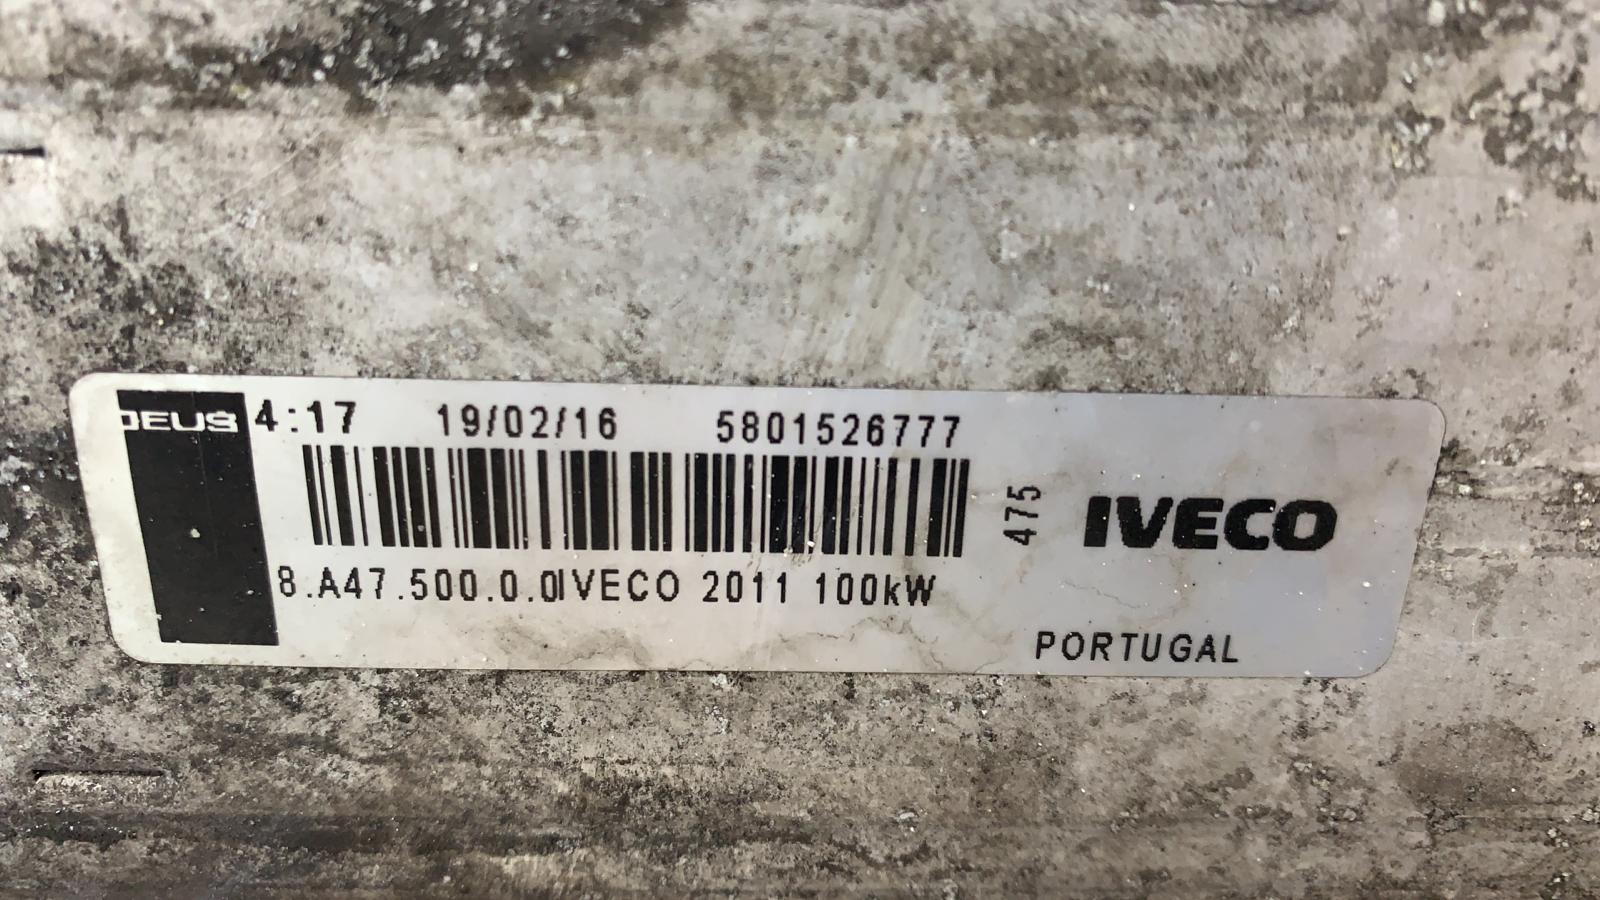 DEUS 4:17 19/02/16 5801526777
475
IVECO
8.A47.500.0.0IVECO 2011 100kW
PORTUGAL